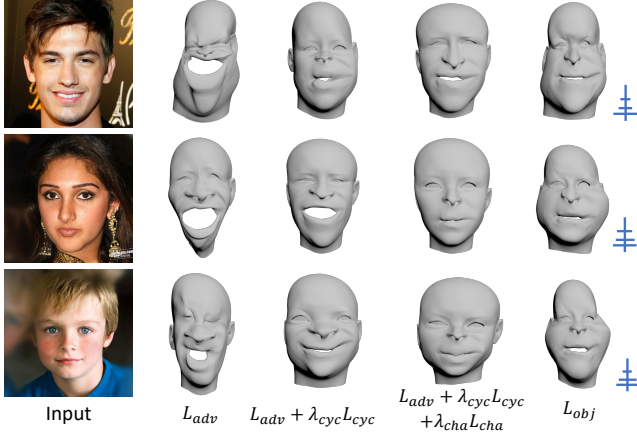 Input
L_adv
L_adv + λ_cyc L_cyc
L_adv + λ_cyc L_cyc
+λ_cha L_cha
L_obj